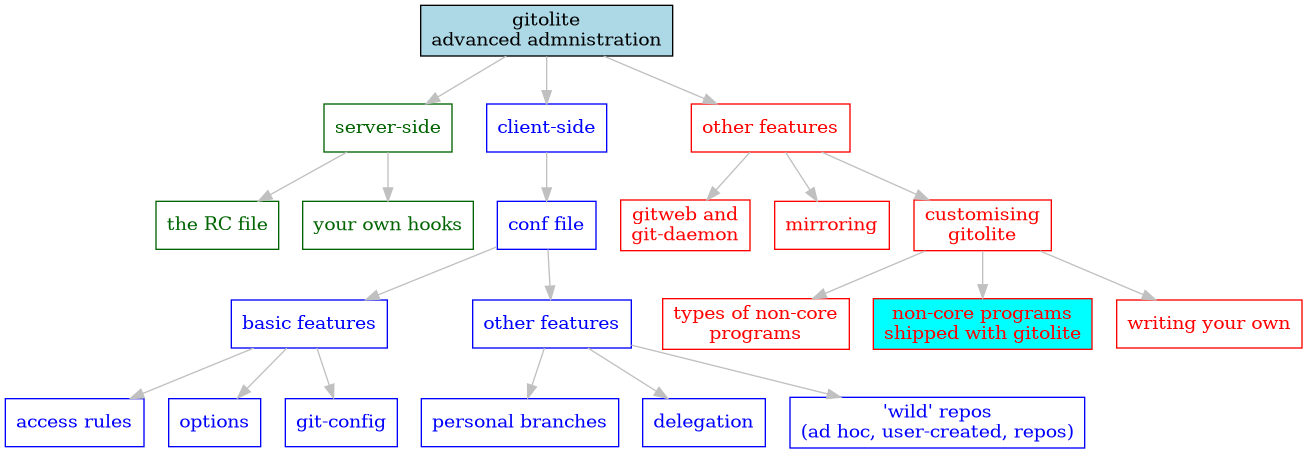 gitolite
advanced admnistration
server-side
client-side
other features
the RC file
your own hooks
conf file
gitweb and
git-daemon
mirroring
customising
gitolite
basic features
other features
types of non-core
programs
non-core programs
shipped with gitolite
writing your own
access rules
options
git-config
personal branches
delegation
'wild' repos
(ad hoc, user-created, repos)